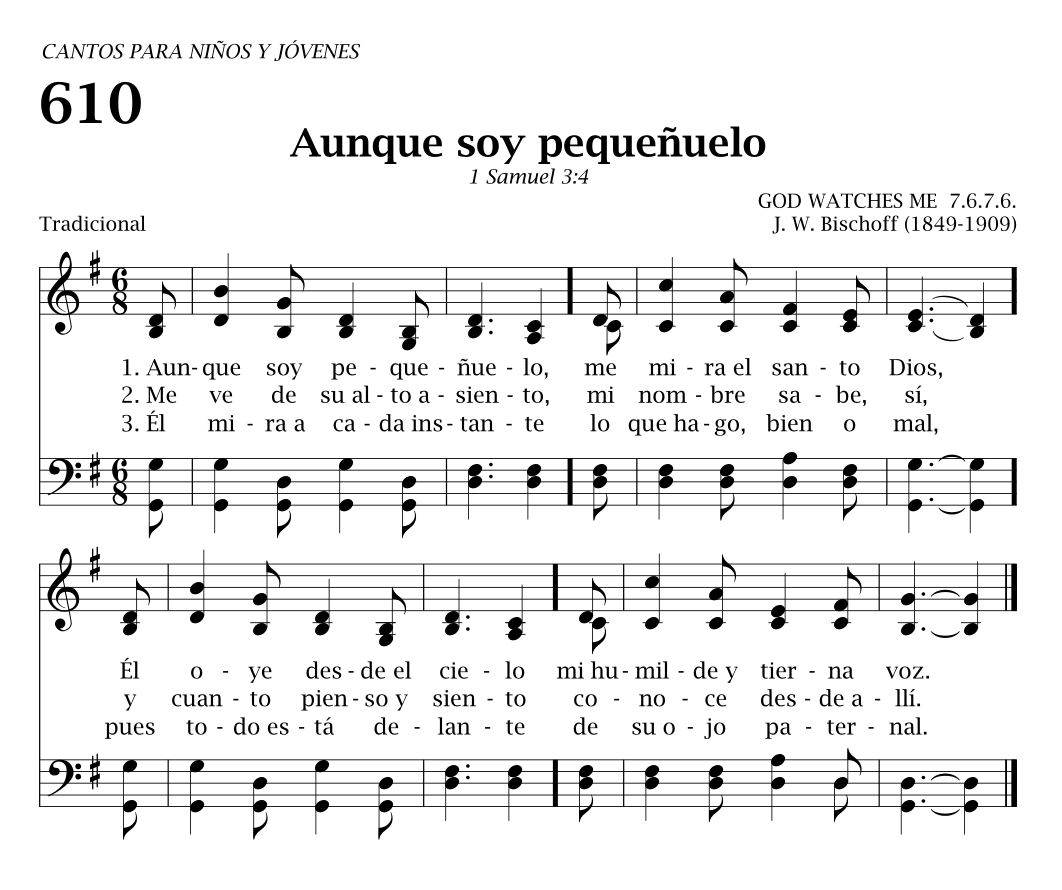 CANTOS PARA NIÑOS Y JÓVENES
610
Aunque soy pequeñuelo
1 Samuel 3:4
GOD WATCHES ME 7.6.7.6.
Tradicional J. W. Bischoff (1849-1909)
6 8
1. Aun-que soy pe - que - ñue - lo, me mi - ra el san - to Dios,
2. Me ve de su al - to a - sien - to, mi nom - bre sa - be, sí,
3. Él mi - ra a ca - da ins - tan - te lo que ha - go, bien o mal,
6 8
Él o - ye des - de el cie - lo mi hu - mil - de y tier - na voz.
y cuan - to pien - so y sien - to co - no - ce des - de a - llí.
pues to - do es - tá de - lan - te de su o - jo pa - ter - nal.